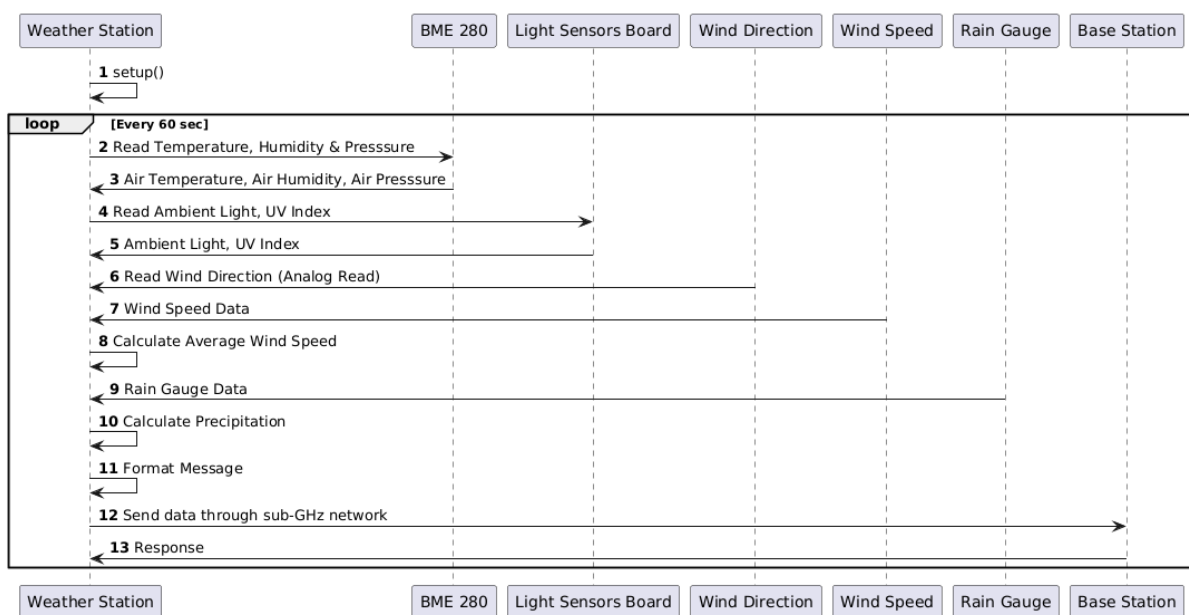 Weather Station BME 280 Light Sensors Board Wind Direction Wind Speed Rain Gauge Base Station
1 setup()
loop [Every 60 sec]
2 Read Temperature, Humidity & Presssure
3 Air Temperature, Air Humidity, Air Presssure
4 Read Ambient Light, UV Index
5 Ambient Light, UV Index
6 Read Wind Direction (Analog Read)
7 Wind Speed Data
8 Calculate Average Wind Speed
9 Rain Gauge Data
10 Calculate Precipitation
11 Format Message
12 Send data through sub-GHz network
13 Response
Weather Station BME 280 Light Sensors Board Wind Direction Wind Speed Rain Gauge Base Station